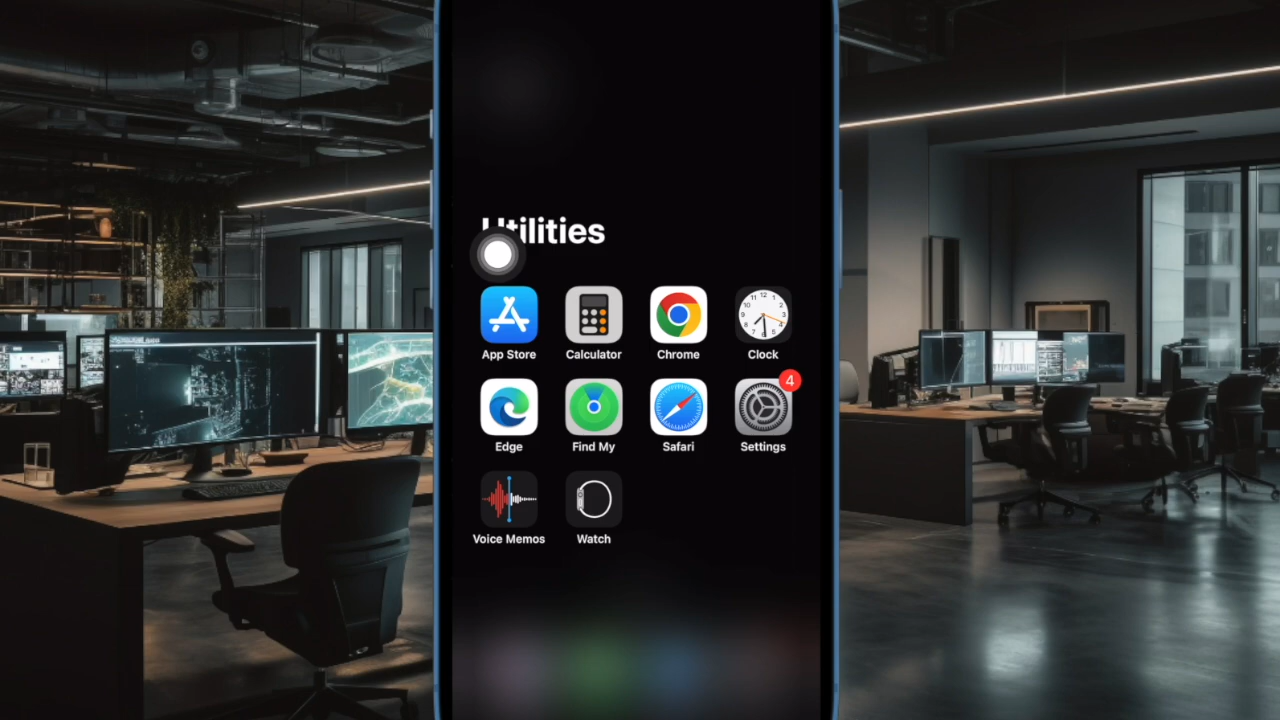 Utilities
App Store
Calculator
Chrome
Clock
4
Edge
Find My
Safari
Settings
Voice Memos
Watch